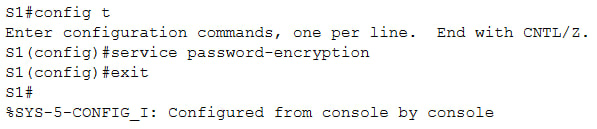 S1#config t
Enter configuration commands, one per line.  End with CNTL/Z.
S1(config)#service password-encryption
S1(config)#exit
S1#
%SYS-5-CONFIG_I: Configured from console by console